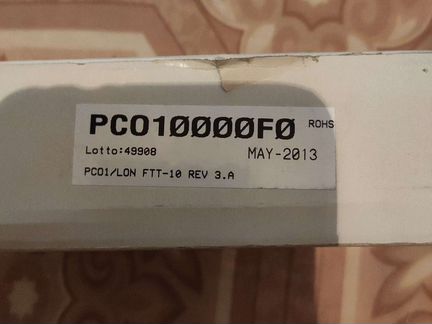 PCO10000F0 ROHS
Lotto:49908 MAY-2013
PCO1/LON FTT-10 REV 3.A